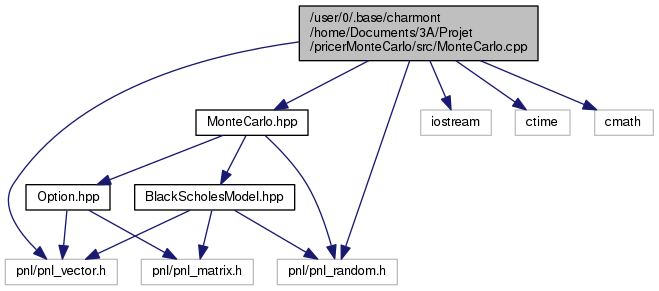 /user/0/.base/charmont
/home/Documents/3A/Projet
/pricerMonteCarlo/src/MonteCarlo.cpp
MonteCarlo.hpp
iostream
ctime
cmath
Option.hpp
BlackScholesModel.hpp
pnl/pnl_vector.h
pnl/pnl_matrix.h
pnl/pnl_random.h